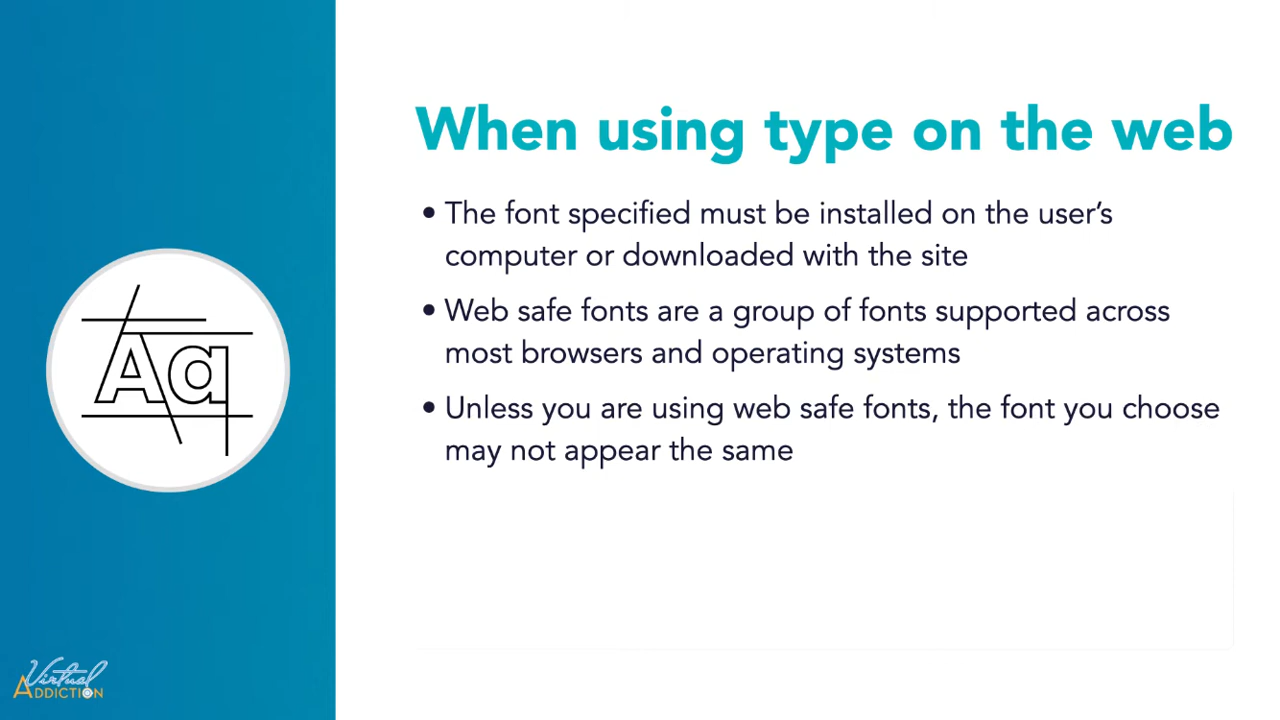 When using type on the web
• The font specified must be installed on the user’s
computer or downloaded with the site
• Web safe fonts are a group of fonts supported across
most browsers and operating systems
• Unless you are using web safe fonts, the font you choose
may not appear the same
Aa
Virtual
ADDICTION